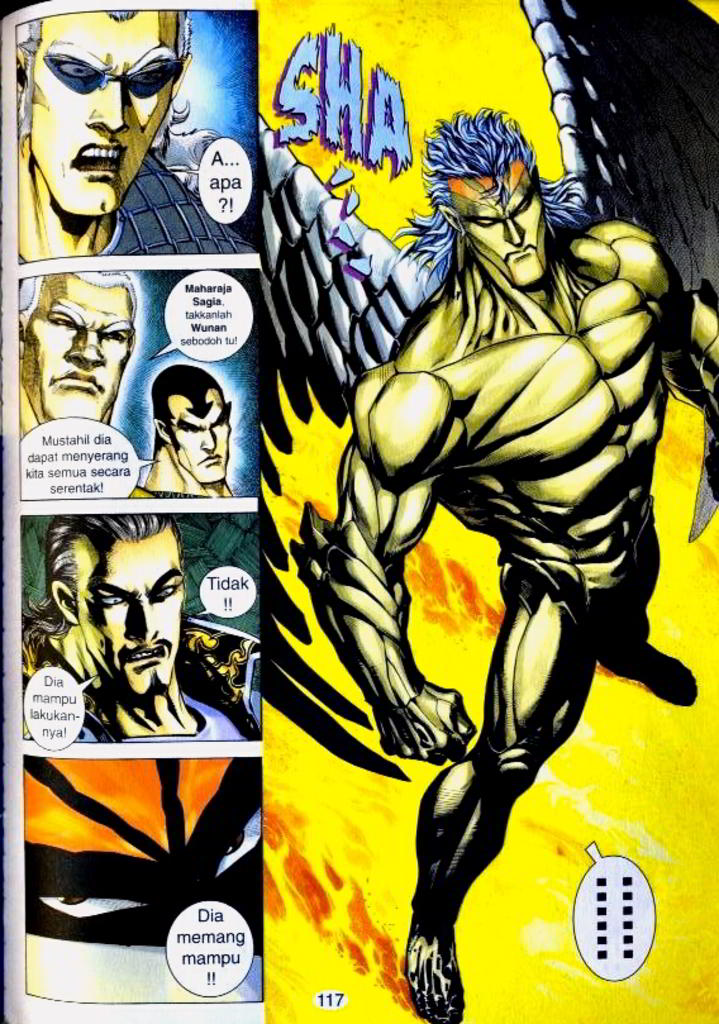 A...
apa
?!
SHA
Maharaja
Sagia,
takkanlah
Wunan
sebodoh tu!
Mustahil dia
dapat menyerang
kita semua secara
serentak!
Tidak
!!
Dia
mampu
lakukan-
nya!
Dia
memang
mampu
!!
117